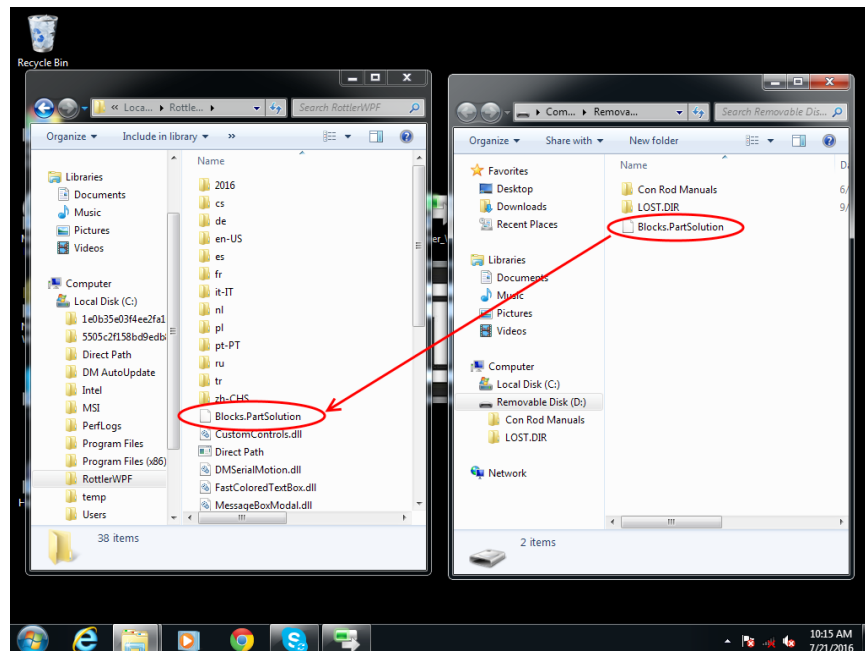 Recycle Bin
« Loca... ▸ Rottle... ▸
Search RottlerWPF
Organize
Include in library
»
Libraries
Documents
Music
Pictures
Videos
Computer
Local Disk (C:)
1e0b35e03f4ee2fa1
5505c2f158bd9edb
Direct Path
DM AutoUpdate
Intel
MSI
PerfLogs
Program Files
Program Files (x86)
RottlerWPF
temp
Users
Name
2016
cs
de
en-US
es
fr
it-IT
nl
pl
pt-PT
ru
tr
zh-CHS
Blocks.PartSolution
CustomControls.dll
Direct Path
DMSerialMotion.dll
FastColoredTextBox.dll
MessageBoxModal.dll
38 items
▸ Com... ▸ Remova...
Search Removable Dis...
Organize
Share with
New folder
Favorites
Desktop
Downloads
Recent Places
Libraries
Documents
Music
Pictures
Videos
Computer
Local Disk (C:)
Removable Disk (D:)
Con Rod Manuals
LOST.DIR
Network
Name
Con Rod Manuals
6/
LOST.DIR
9/
Blocks.PartSolution
2 items
10:15 AM
7/21/2016